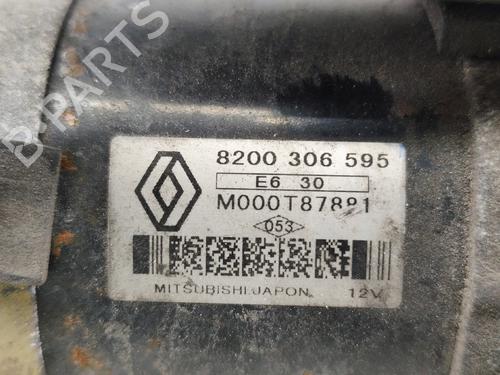 8200 306 595
E6 30
M000T87881
053
MITSUBISHI.JAPON. 12V
B-PARTS